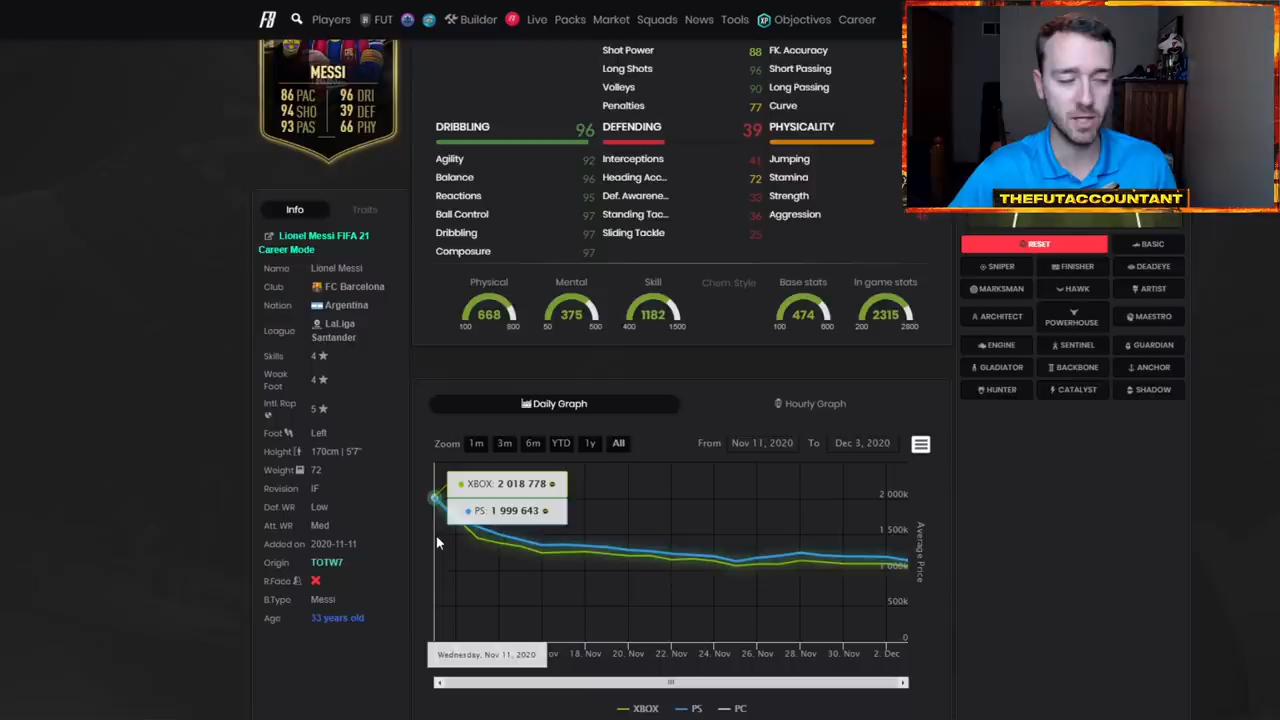 F8 Players FUT Builder Live Packs Market Squads News Tools XP Objectives Career
MESSI
86 PAC 96 DRI
94 SHO 39 DEF
93 PAS 66 PHY
Shot Power 88 FK. Accuracy
Long Shots 96 Short Passing
Volleys 90 Long Passing
Penalties 77 Curve
DRIBBLING 96 DEFENDING 39 PHYSICALITY
Agility 92 Interceptions 41 Jumping
Balance 96 Heading Acc... 72 Stamina
Reactions 95 Def. Awarene... 33 Strength
Ball Control 97 Standing Tac... 36 Aggression
Dribbling 97 Sliding Tackle 25
Composure 97
THEFUTACCOUNTANT
Info Traits
Lionel Messi FIFA 21
Career Mode
Name Lionel Messi
Club FC Barcelona
Nation Argentina
League LaLiga
Santander
Skills 4
Weak
Foot 4
Intl. Rep 5
Foot Left
Height 170cm | 5'7"
Weight 72
Revision IF
Def. WR Low
Att. WR Med
Added on 2020-11-11
Origin TOTW7
R.Face
B.Type Messi
Age 33 years old
Physical Mental Skill Chem. Style Base stats In game stats
668 375 1182 474 2315
100 800 50 500 400 1500 100 600 200 2800
RESET BASIC
SNIPER FINISHER DEADEYE
MARKSMAN HAWK ARTIST
ARCHITECT POWERHOUSE MAESTRO
ENGINE SENTINEL GUARDIAN
GLADIATOR BACKBONE ANCHOR
HUNTER CATALYST SHADOW
Daily Graph Hourly Graph
Zoom 1m 3m 6m YTD 1y All From Nov 11, 2020 To Dec 3, 2020
XBOX: 2 018 778
PS: 1 999 643
2 000k
1 500k
1 000k
500k
0
Average Price
Wednesday, Nov 11, 2020
18. Nov 20. Nov 22. Nov 24. Nov 26. Nov 28. Nov 30. Nov 2. Dec
XBOX PS PC